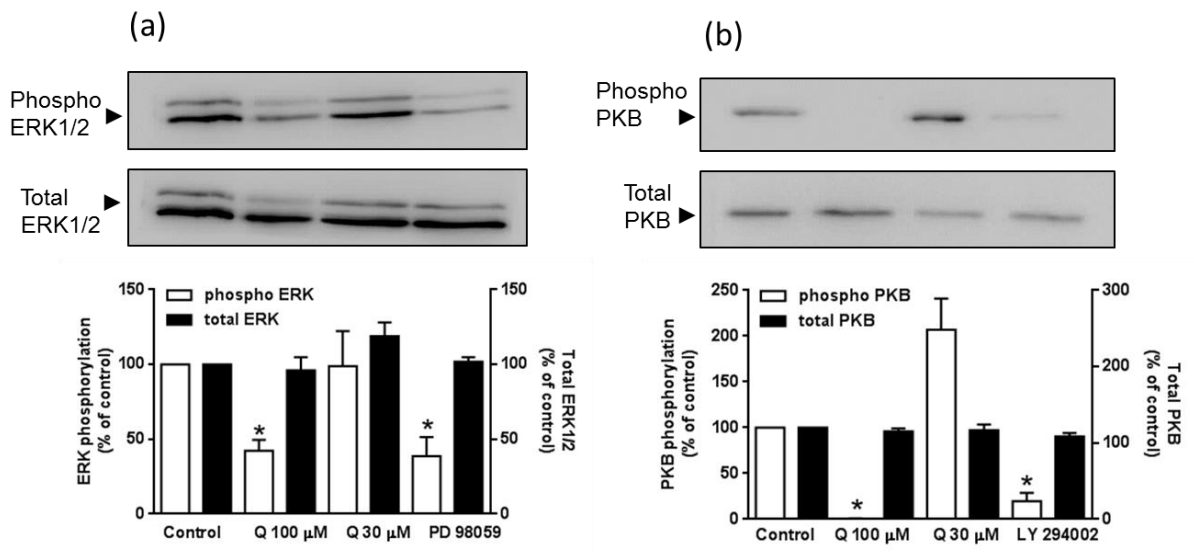 (a)
Phospho
ERK1/2
Total
ERK1/2
150
100
50
0
ERK phosphorylation
(% of control)
phospho ERK
total ERK
150
100
50
0
Total ERK1/2
(% of control)
Control
Q 100 µM
Q 30 µM
PD 98059
*
*
(b)
Phospho
PKB
Total
PKB
250
200
150
100
50
0
PKB phosphorylation
(% of control)
phospho PKB
total PKB
300
200
100
0
Total PKB
(% of control)
Control
Q 100 µM
Q 30 µM
LY 294002
*
*